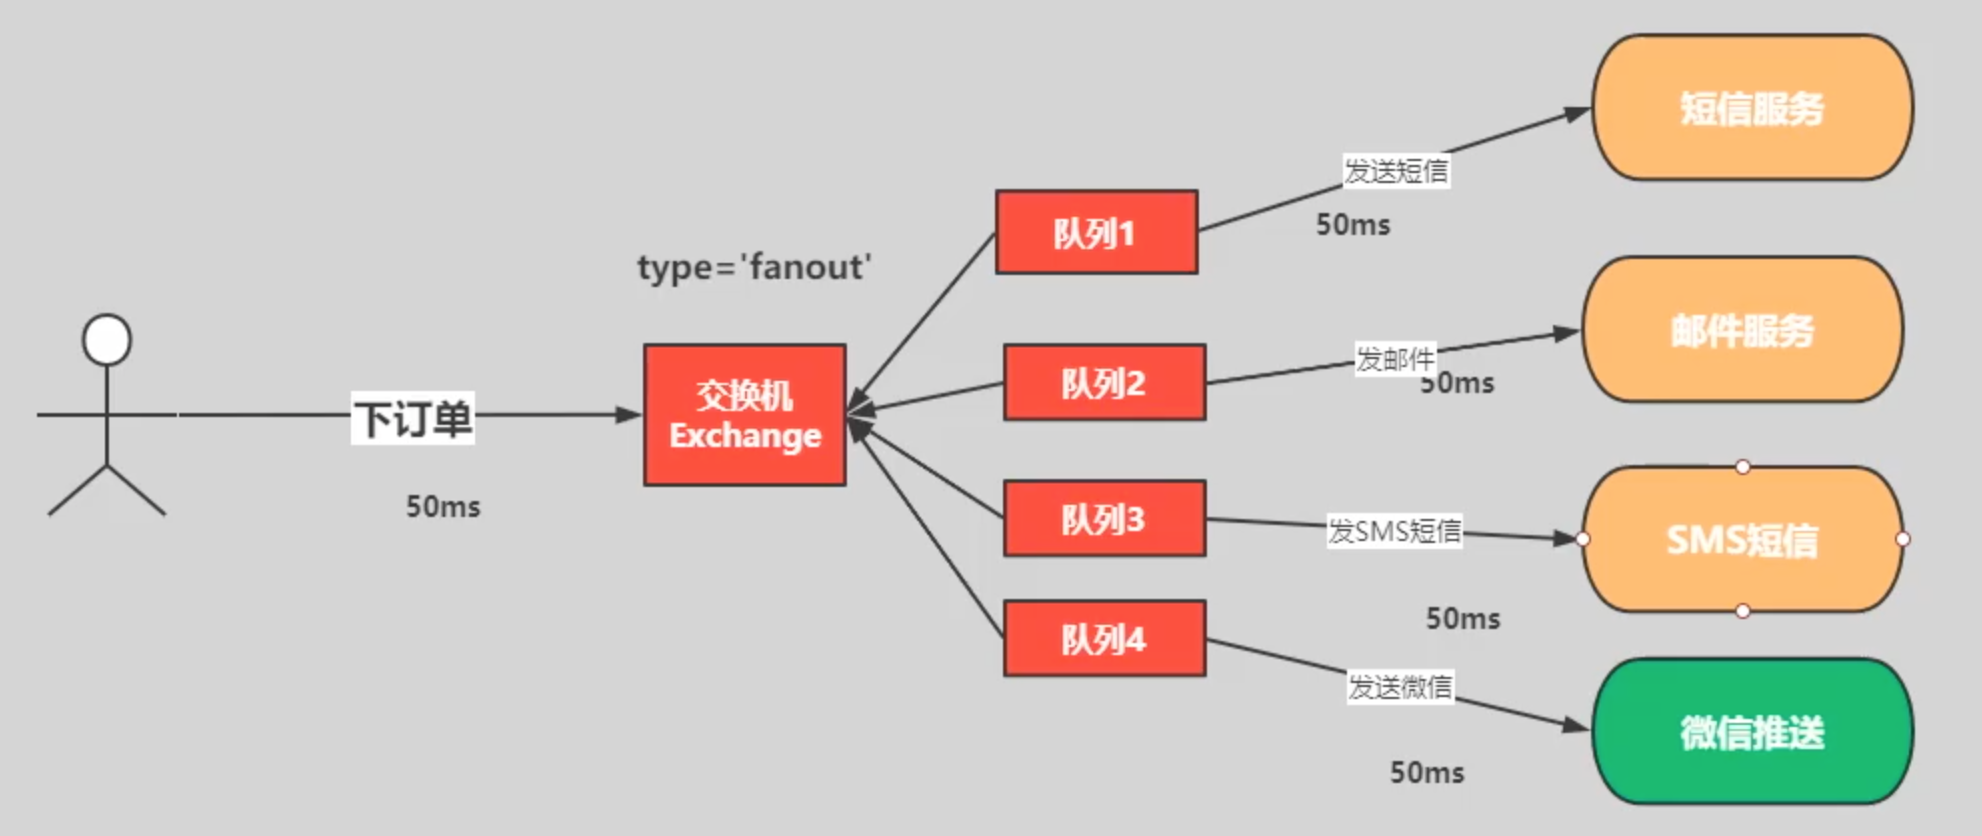 短信服务
发送短信
50ms
队列1
type='fanout'
邮件服务
发邮件
50ms
队列2
交换机
Exchange
下订单
50ms
队列3
发SMS短信
SMS短信
50ms
队列4
发送微信
微信推送
50ms